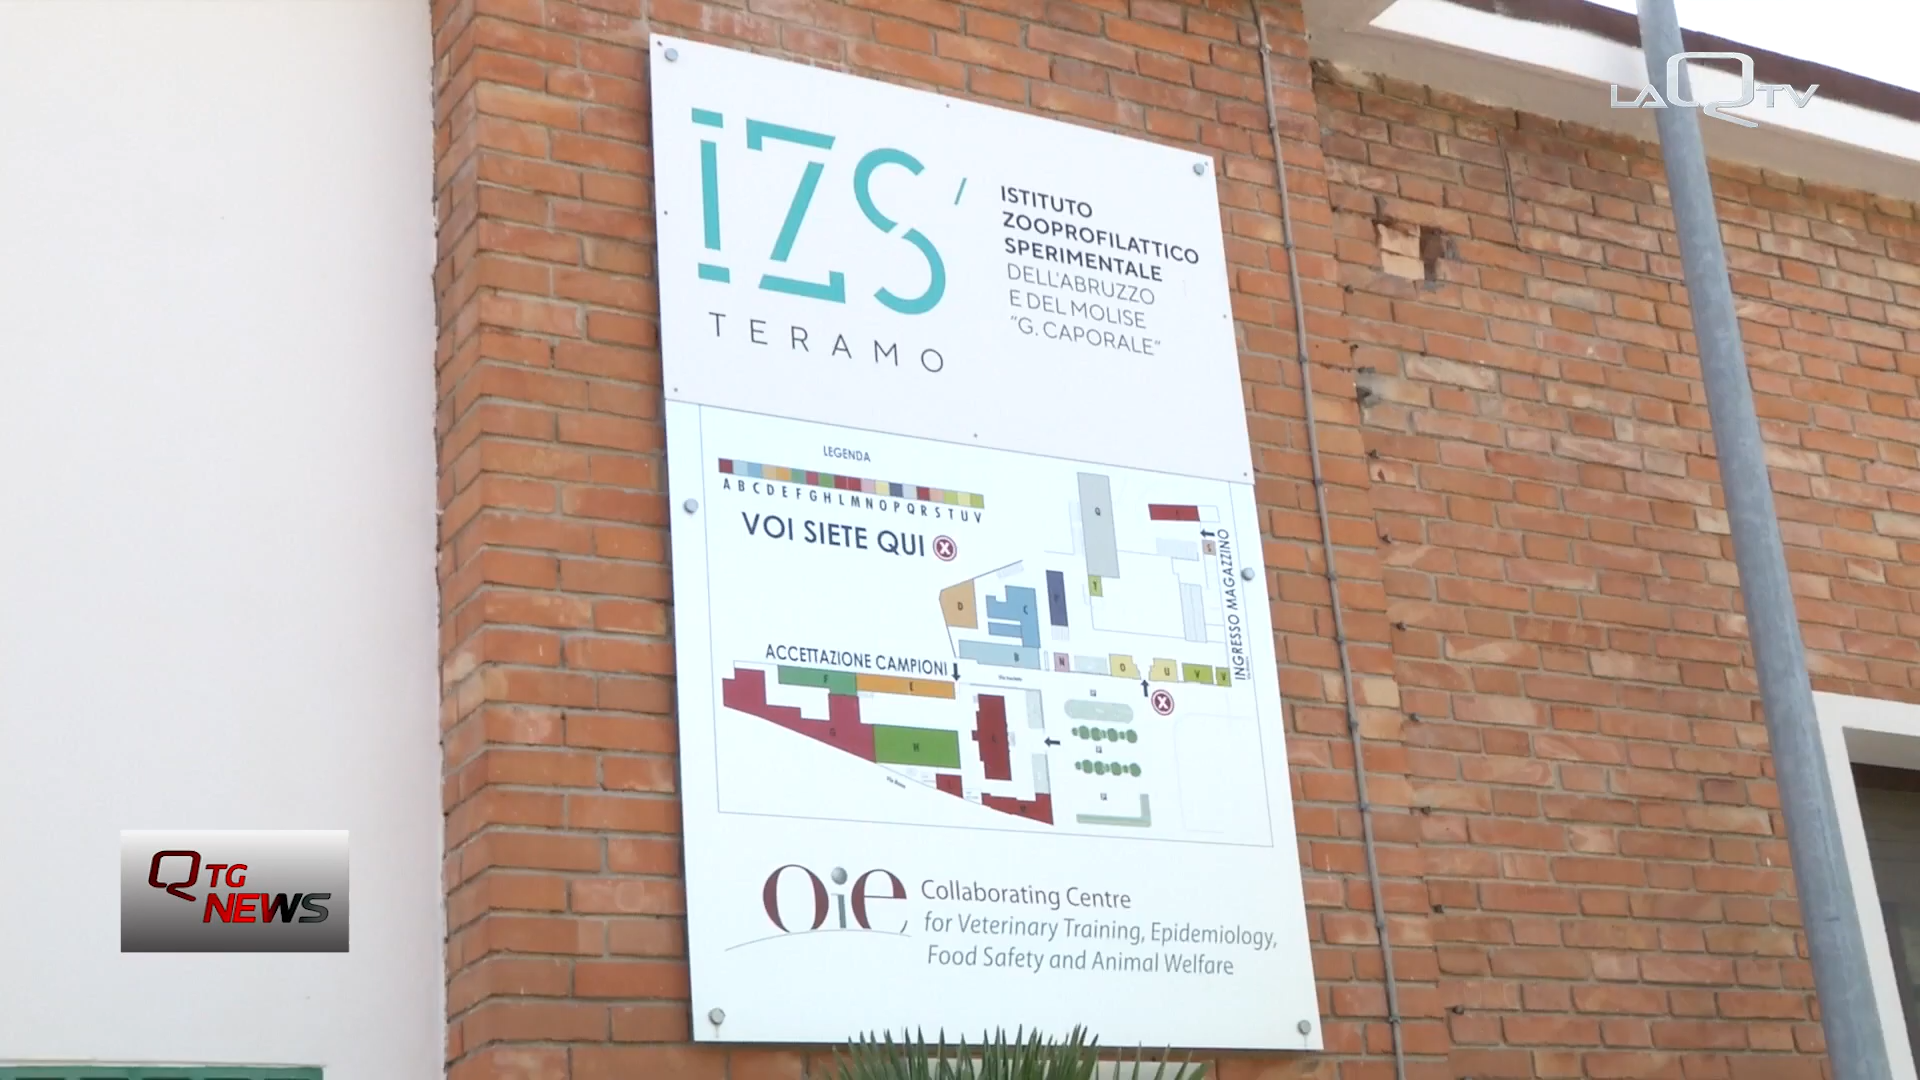 LAQTV
IZS'
TERAMO
ISTITUTO
ZOOPROFILATTICO
SPERIMENTALE
DELL'ABRUZZO
E DEL MOLISE
"G. CAPORALE"
LEGENDA
A B C D E F G H L M N O P Q R S T U V
VOI SIETE QUI X
INGRESSO MAGAZZINO
ACCETTAZIONE CAMPIONI
Q
S
T
P
D
C
B
N
O
U
V
V
X
F
E
G
H
oie
Collaborating Centre
for Veterinary Training, Epidemiology,
Food Safety and Animal Welfare
Q TG
NEWS